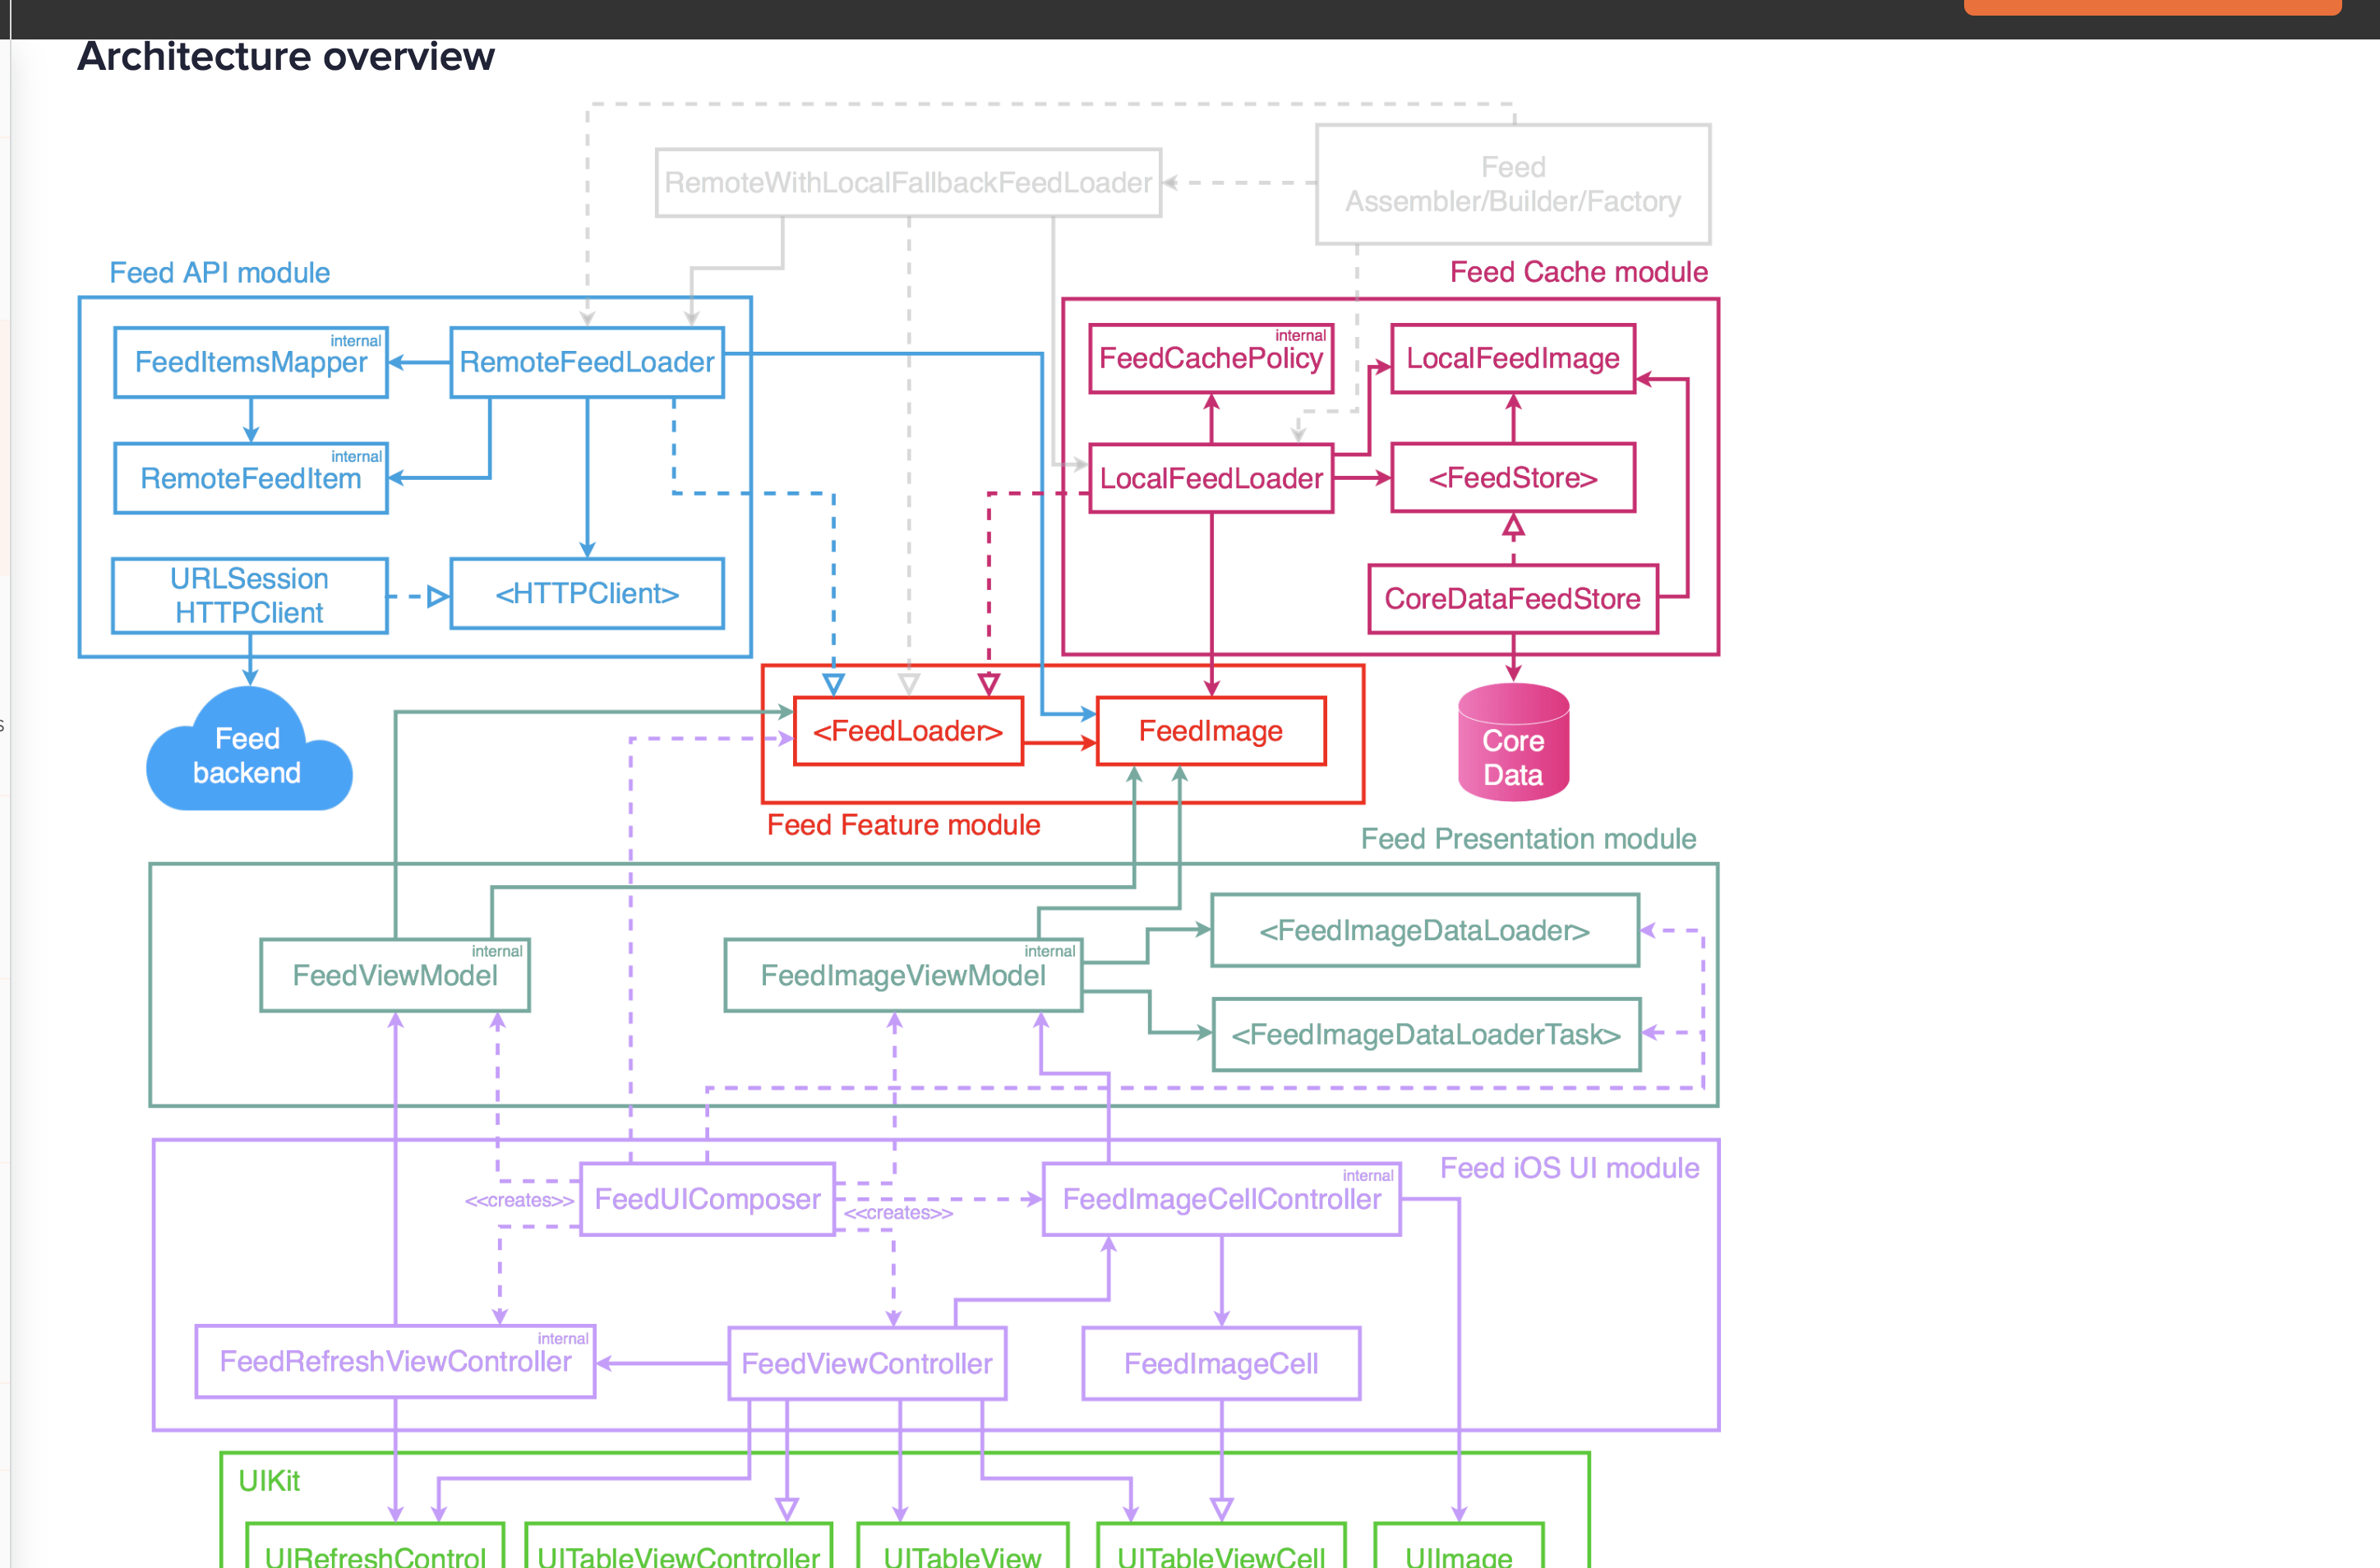 Architecture overview
RemoteWithLocalFallbackFeedLoader
Feed
Assembler/Builder/Factory
Feed API module
Feed Cache module
internal
FeedItemsMapper
RemoteFeedLoader
internal
FeedCachePolicy
LocalFeedImage
internal
RemoteFeedItem
LocalFeedLoader
<FeedStore>
URLSession
HTTPClient
<HTTPClient>
CoreDataFeedStore
Feed
backend
<FeedLoader>
FeedImage
Core
Data
Feed Feature module
Feed Presentation module
<FeedImageDataLoader>
internal
FeedViewModel
internal
FeedImageViewModel
<FeedImageDataLoaderTask>
Feed iOS UI module
<<creates>>
FeedUIComposer
<<creates>>
internal
FeedImageCellController
internal
FeedRefreshViewController
FeedViewController
FeedImageCell
UIKit
UIRefreshControl
UITableViewController
UITableView
UITableViewCell
UIImage